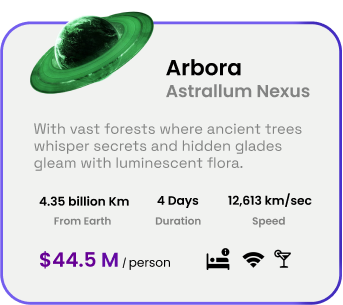 Arbora
Astrallum Nexus
With vast forests where ancient trees
whisper secrets and hidden glades
gleam with luminescent flora.
4.35 billion Km 4 Days 12,613 km/sec
From Earth Duration Speed
$44.5 M / person